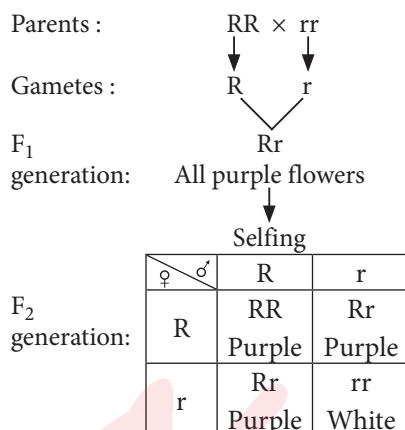 Parents : RR × rr
Gametes : R r
F₁ Rr
generation: All purple flowers
Selfing
♀ ♂ R r
F₂ RR Rr
generation: R Purple Purple
r Rr rr
Purple White